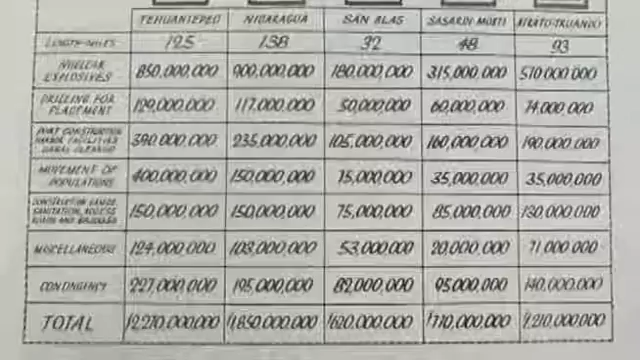 TEHUANTEPEC NICARAGUA SAN BLAS SASARDI-MORTI ATRATO-TRUANDO
LENGTH-MILES 125 138 37 48 93
NUCLEAR
EXPLOSIVES 850,000,000 900,000,000 180,000,000 315,000,000 570,000,000
DRILLING FOR
PLACEMENT 129,000,000 117,000,000 50,000,000 60,000,000 74,000,000
PORT CONSTRUCTION
HARBOR FACILITIES
CANAL CLEANUP 390,000,000 235,000,000 105,000,000 160,000,000 190,000,000
MOVEMENT OF
POPULATIONS 400,000,000 150,000,000 75,000,000 35,000,000 35,000,000
CONSTRUCTION CAMPS,
SANITATION, ACCESS
ROADS AND BRIDGES 150,000,000 150,000,000 75,000,000 85,000,000 130,000,000
MISCELLANEOUS 124,000,000 103,000,000 53,000,000 20,000,000 71,000,000
CONTINGENCY 227,000,000 195,000,000 82,000,000 95,000,000 140,000,000
TOTAL $2,270,000,000 $1,850,000,000 $620,000,000 $770,000,000 $1,210,000,000